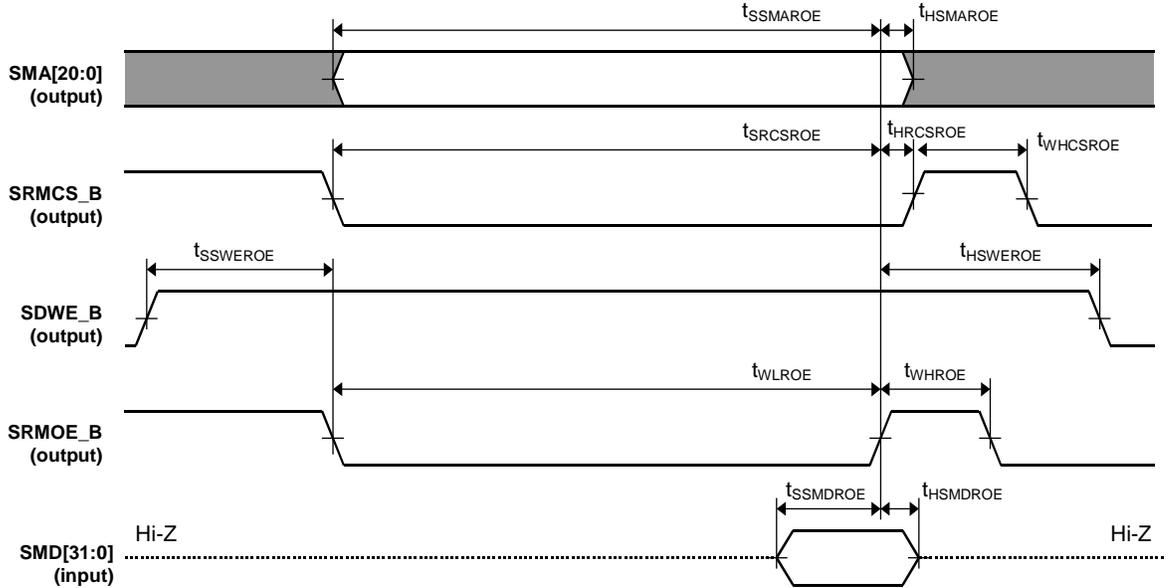 tSSMAROE tHSMAROE
SMA[20:0]
(output)
tSRCSROE tHRCSROE tWHCSROE
SRMCS_B
(output)
tSSWEROE tHSWEROE
SDWE_B
(output)
tWLROE tWHROE
SRMOE_B
(output)
tSSMDROE tHSMDROE
Hi-Z Hi-Z
SMD[31:0]
(input)